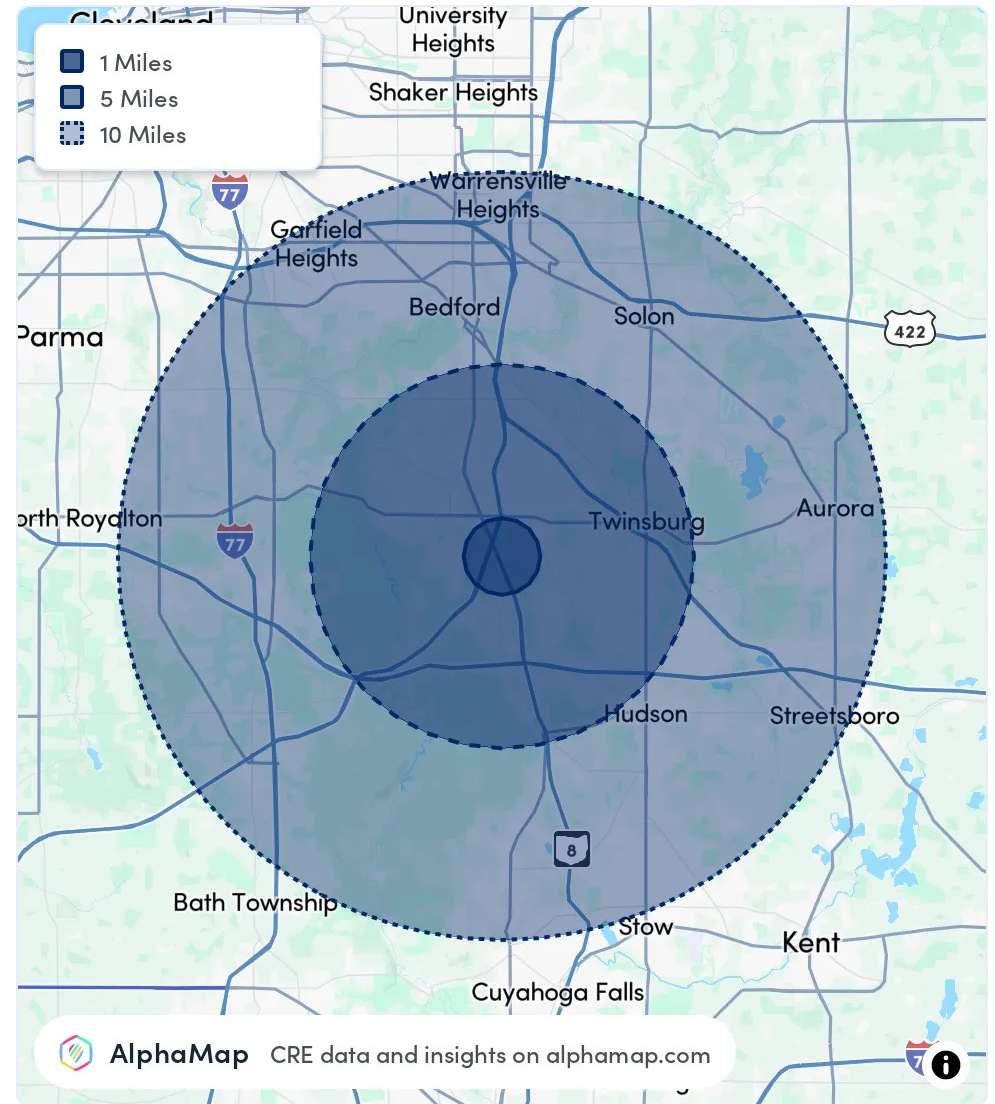 Cleveland
University
Heights
1 Miles
5 Miles
10 Miles
Shaker Heights
77
Warrensville
Heights
Garfield
Heights
Bedford
Solon
422
Parma
Aurora
orth Royalton
Twinsburg
77
Hudson
Streetsboro
8
Bath Township
Stow
Kent
Cuyahoga Falls
AlphaMap
CRE data and insights on alphamap.com
i